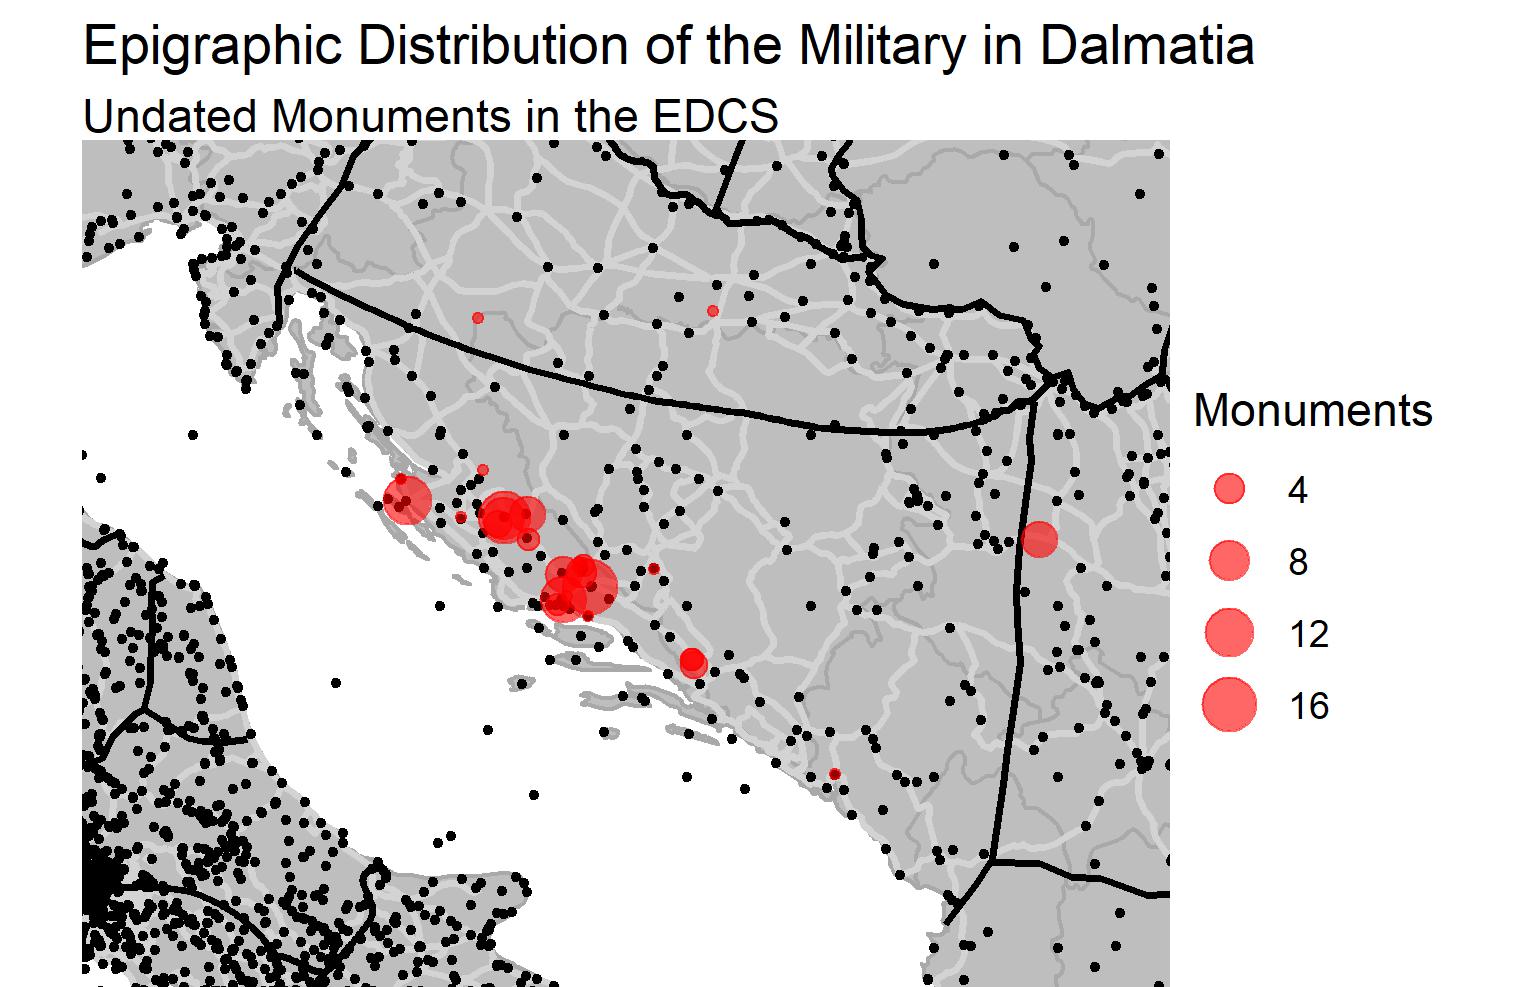 Epigraphic Distribution of the Military in Dalmatia
Undated Monuments in the EDCS
Monuments
4
8
12
16